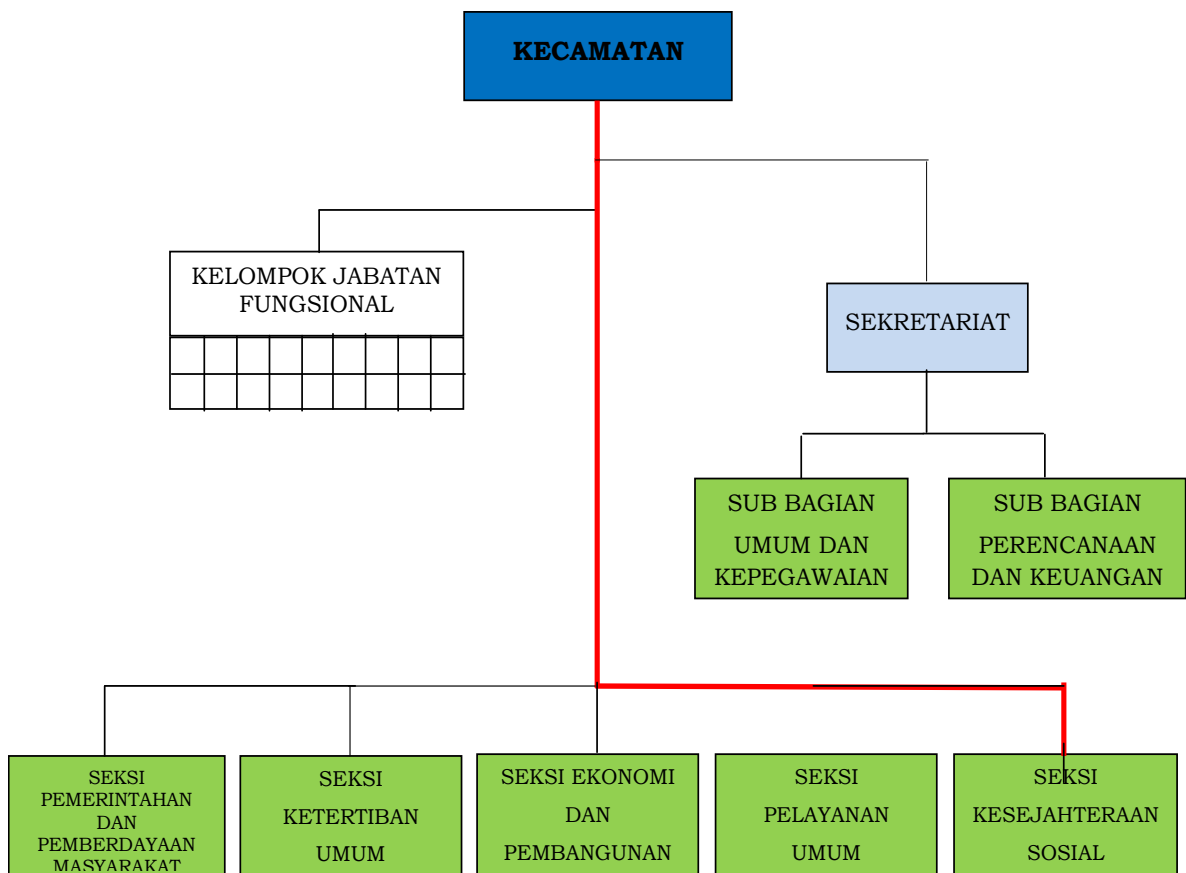 KECAMATAN
KELOMPOK JABATAN
FUNGSIONAL
SEKRETARIAT
SUB BAGIAN
UMUM DAN
KEPEGAWAIAN
SUB BAGIAN
PERENCANAAN
DAN KEUANGAN
SEKSI
PEMERINTAHAN
DAN
PEMBERDAYAAN
MASYARAKAT
SEKSI
KETERTIBAN
UMUM
SEKSI EKONOMI
DAN
PEMBANGUNAN
SEKSI
PELAYANAN
UMUM
SEKSI
KESEJAHTERAAN
SOSIAL